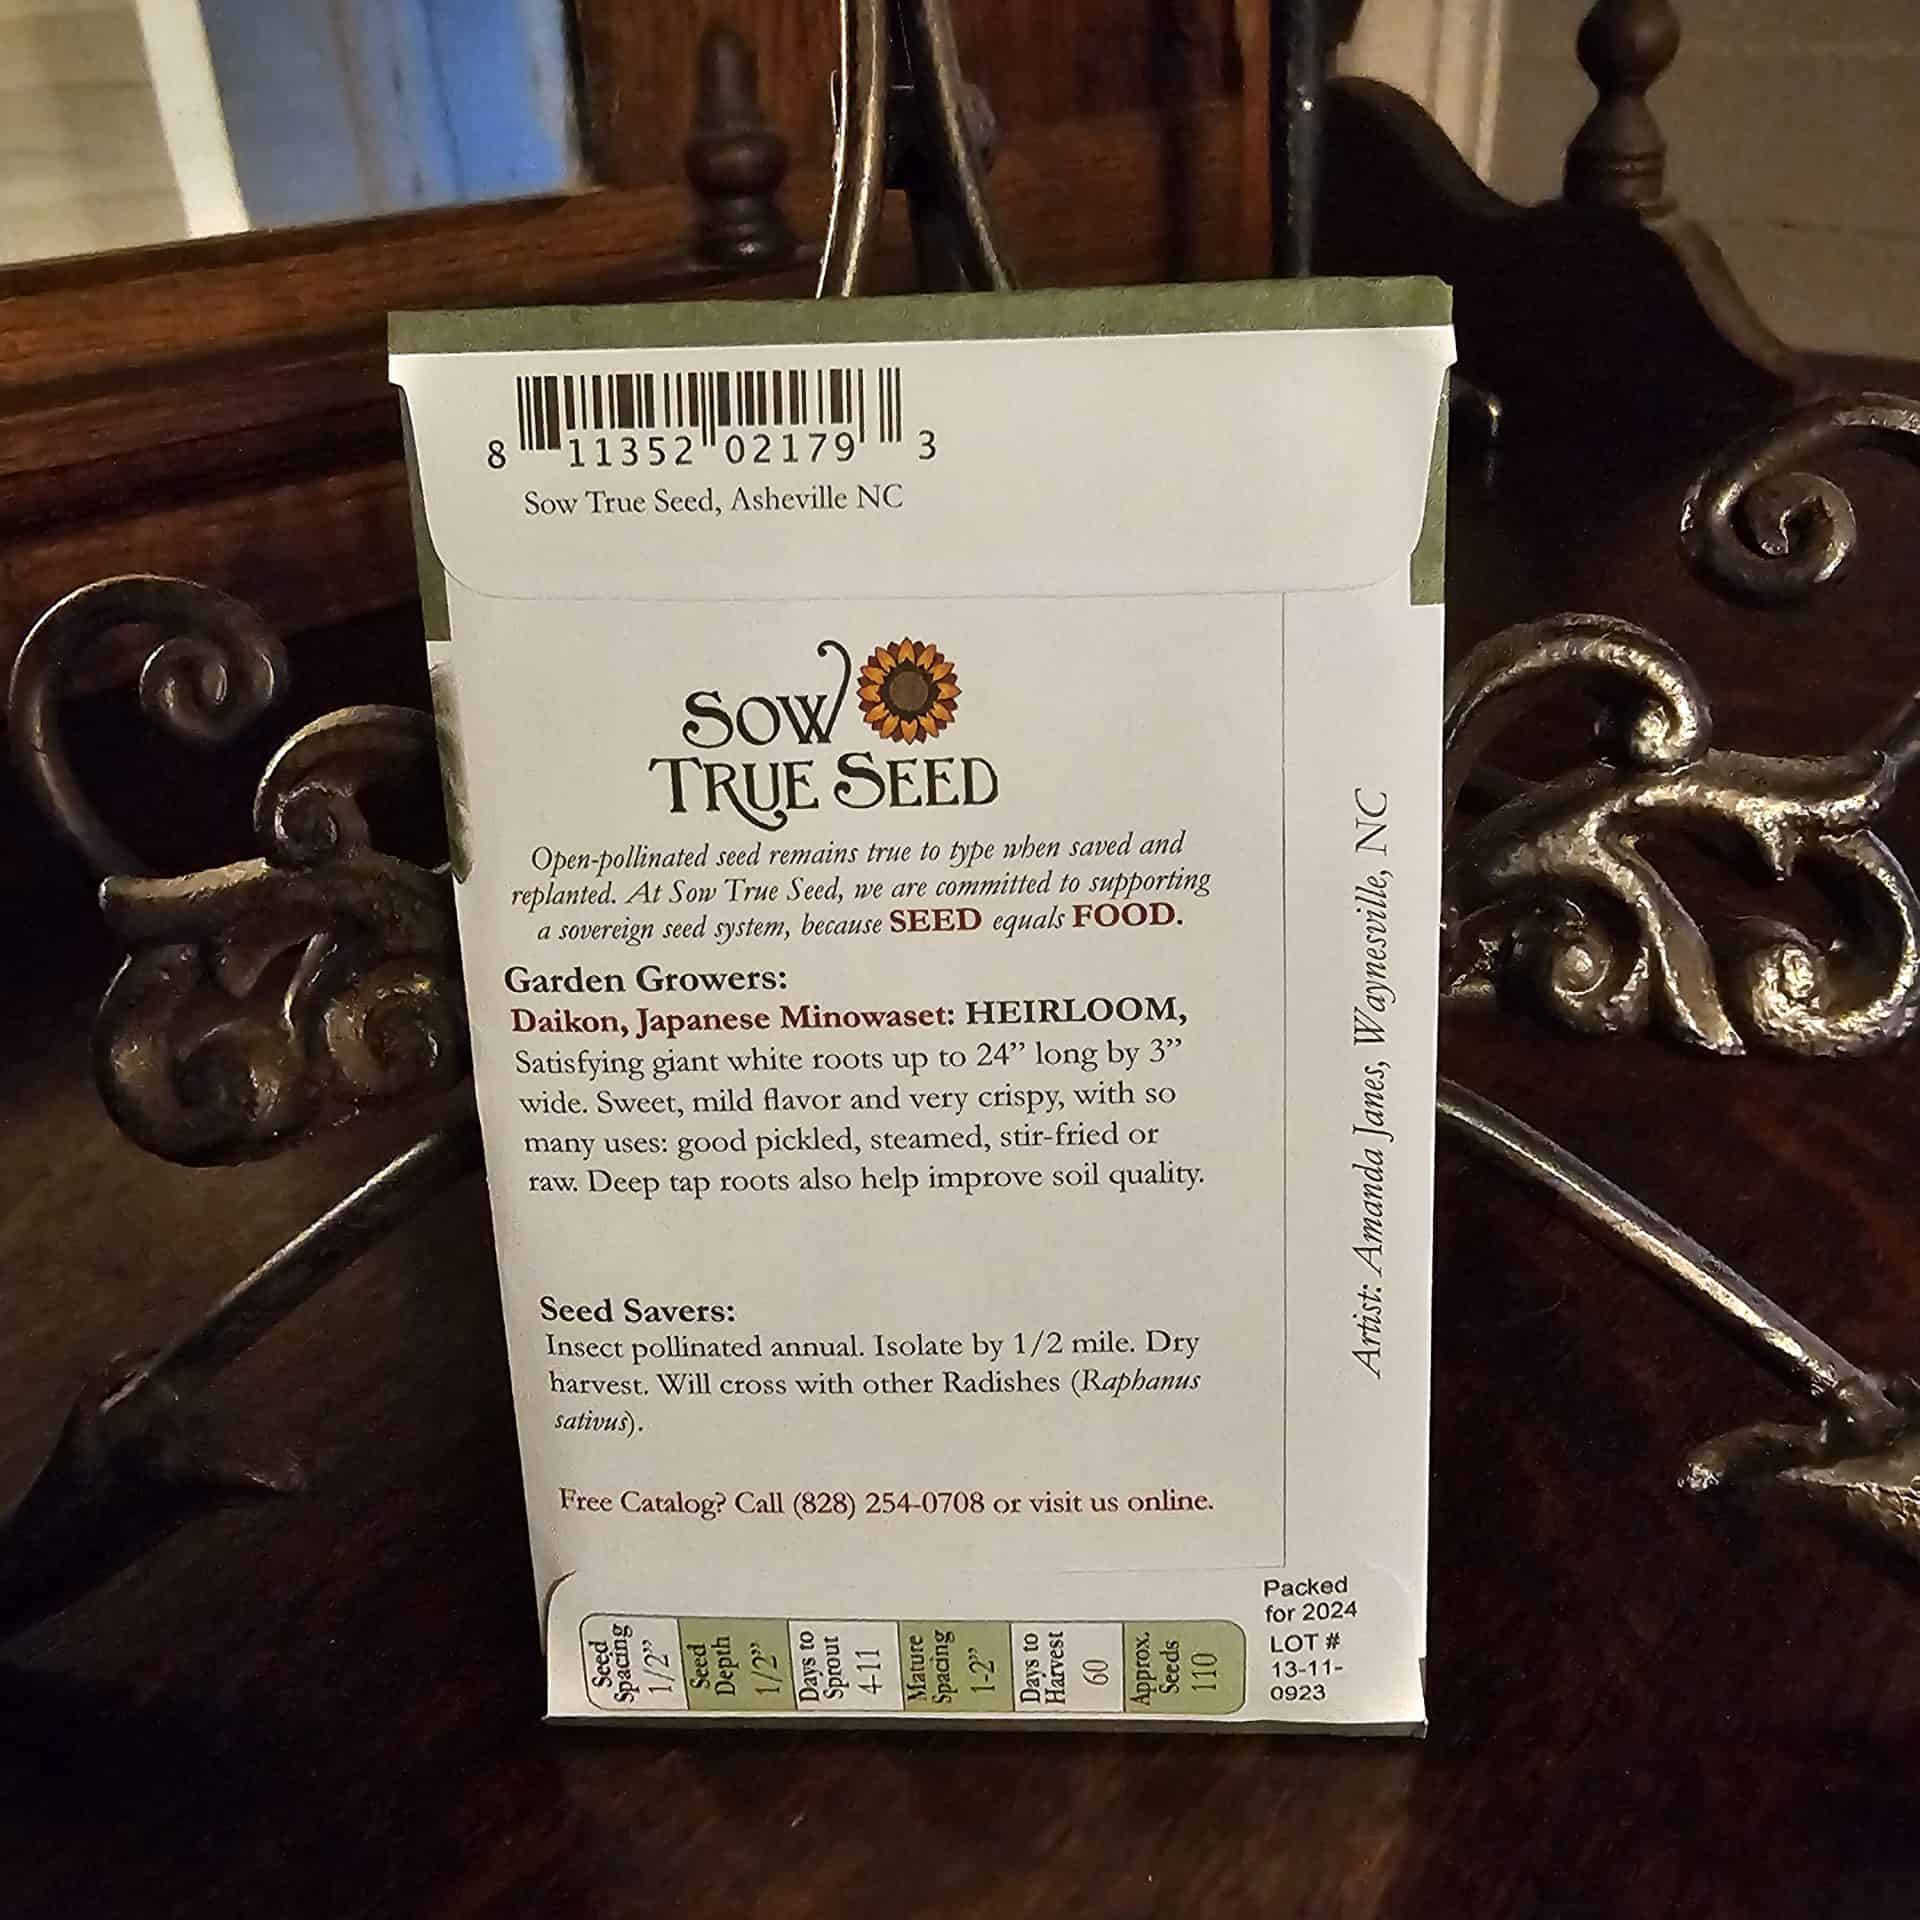 8 11352 02179 3
Sow True Seed, Asheville NC
SOW
TRUE SEED
Open-pollinated seed remains true to type when saved and
replanted. At Sow True Seed, we are committed to supporting
a sovereign seed system, because SEED equals FOOD.
Garden Growers:
Daikon, Japanese Minowaset: HEIRLOOM,
Satisfying giant white roots up to 24” long by 3”
wide. Sweet, mild flavor and very crispy, with so
many uses: good pickled, steamed, stir-fried or
raw. Deep tap roots also help improve soil quality.
Seed Savers:
Insect pollinated annual. Isolate by 1/2 mile. Dry
harvest. Will cross with other Radishes (Raphanus
sativus).
Free Catalog? Call (828) 254-0708 or visit us online.
Artist: Amanda Janes, Waynesville, NC
Seed
Spacing
1/2”
Seed
Depth
1/2”
Days to
Sprout
4-11
Mature
Spacing
1-2”
Days to
Harvest
60
Approx.
Seeds
110
Packed
for 2024
LOT #
13-11-
0923